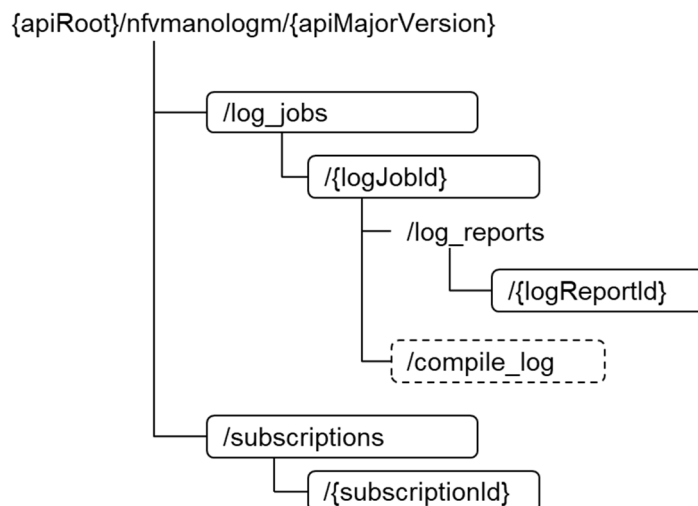 {apiRoot}/nfvmanologm/{apiMajorVersion}
/log_jobs
/{logJobId}
/log_reports
/{logReportId}
/compile_log
/subscriptions
/{subscriptionId}